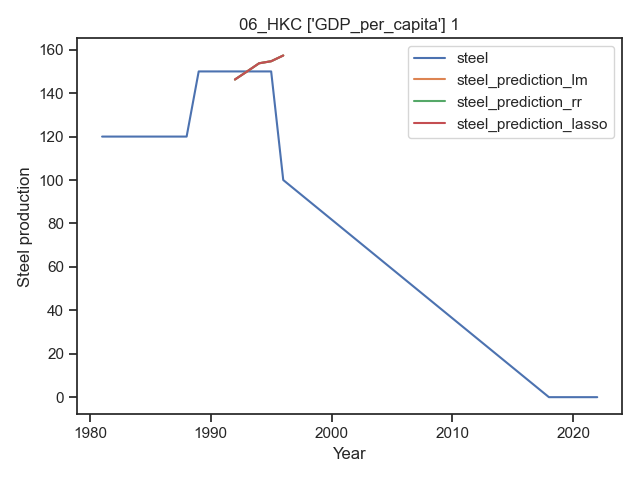 06_HKC ['GDP_per_capita'] 1
steel
steel_prediction_lm
steel_prediction_rr
steel_prediction_lasso
Steel production
160
140
120
100
80
60
40
20
0
1980
1990
2000
2010
2020
Year